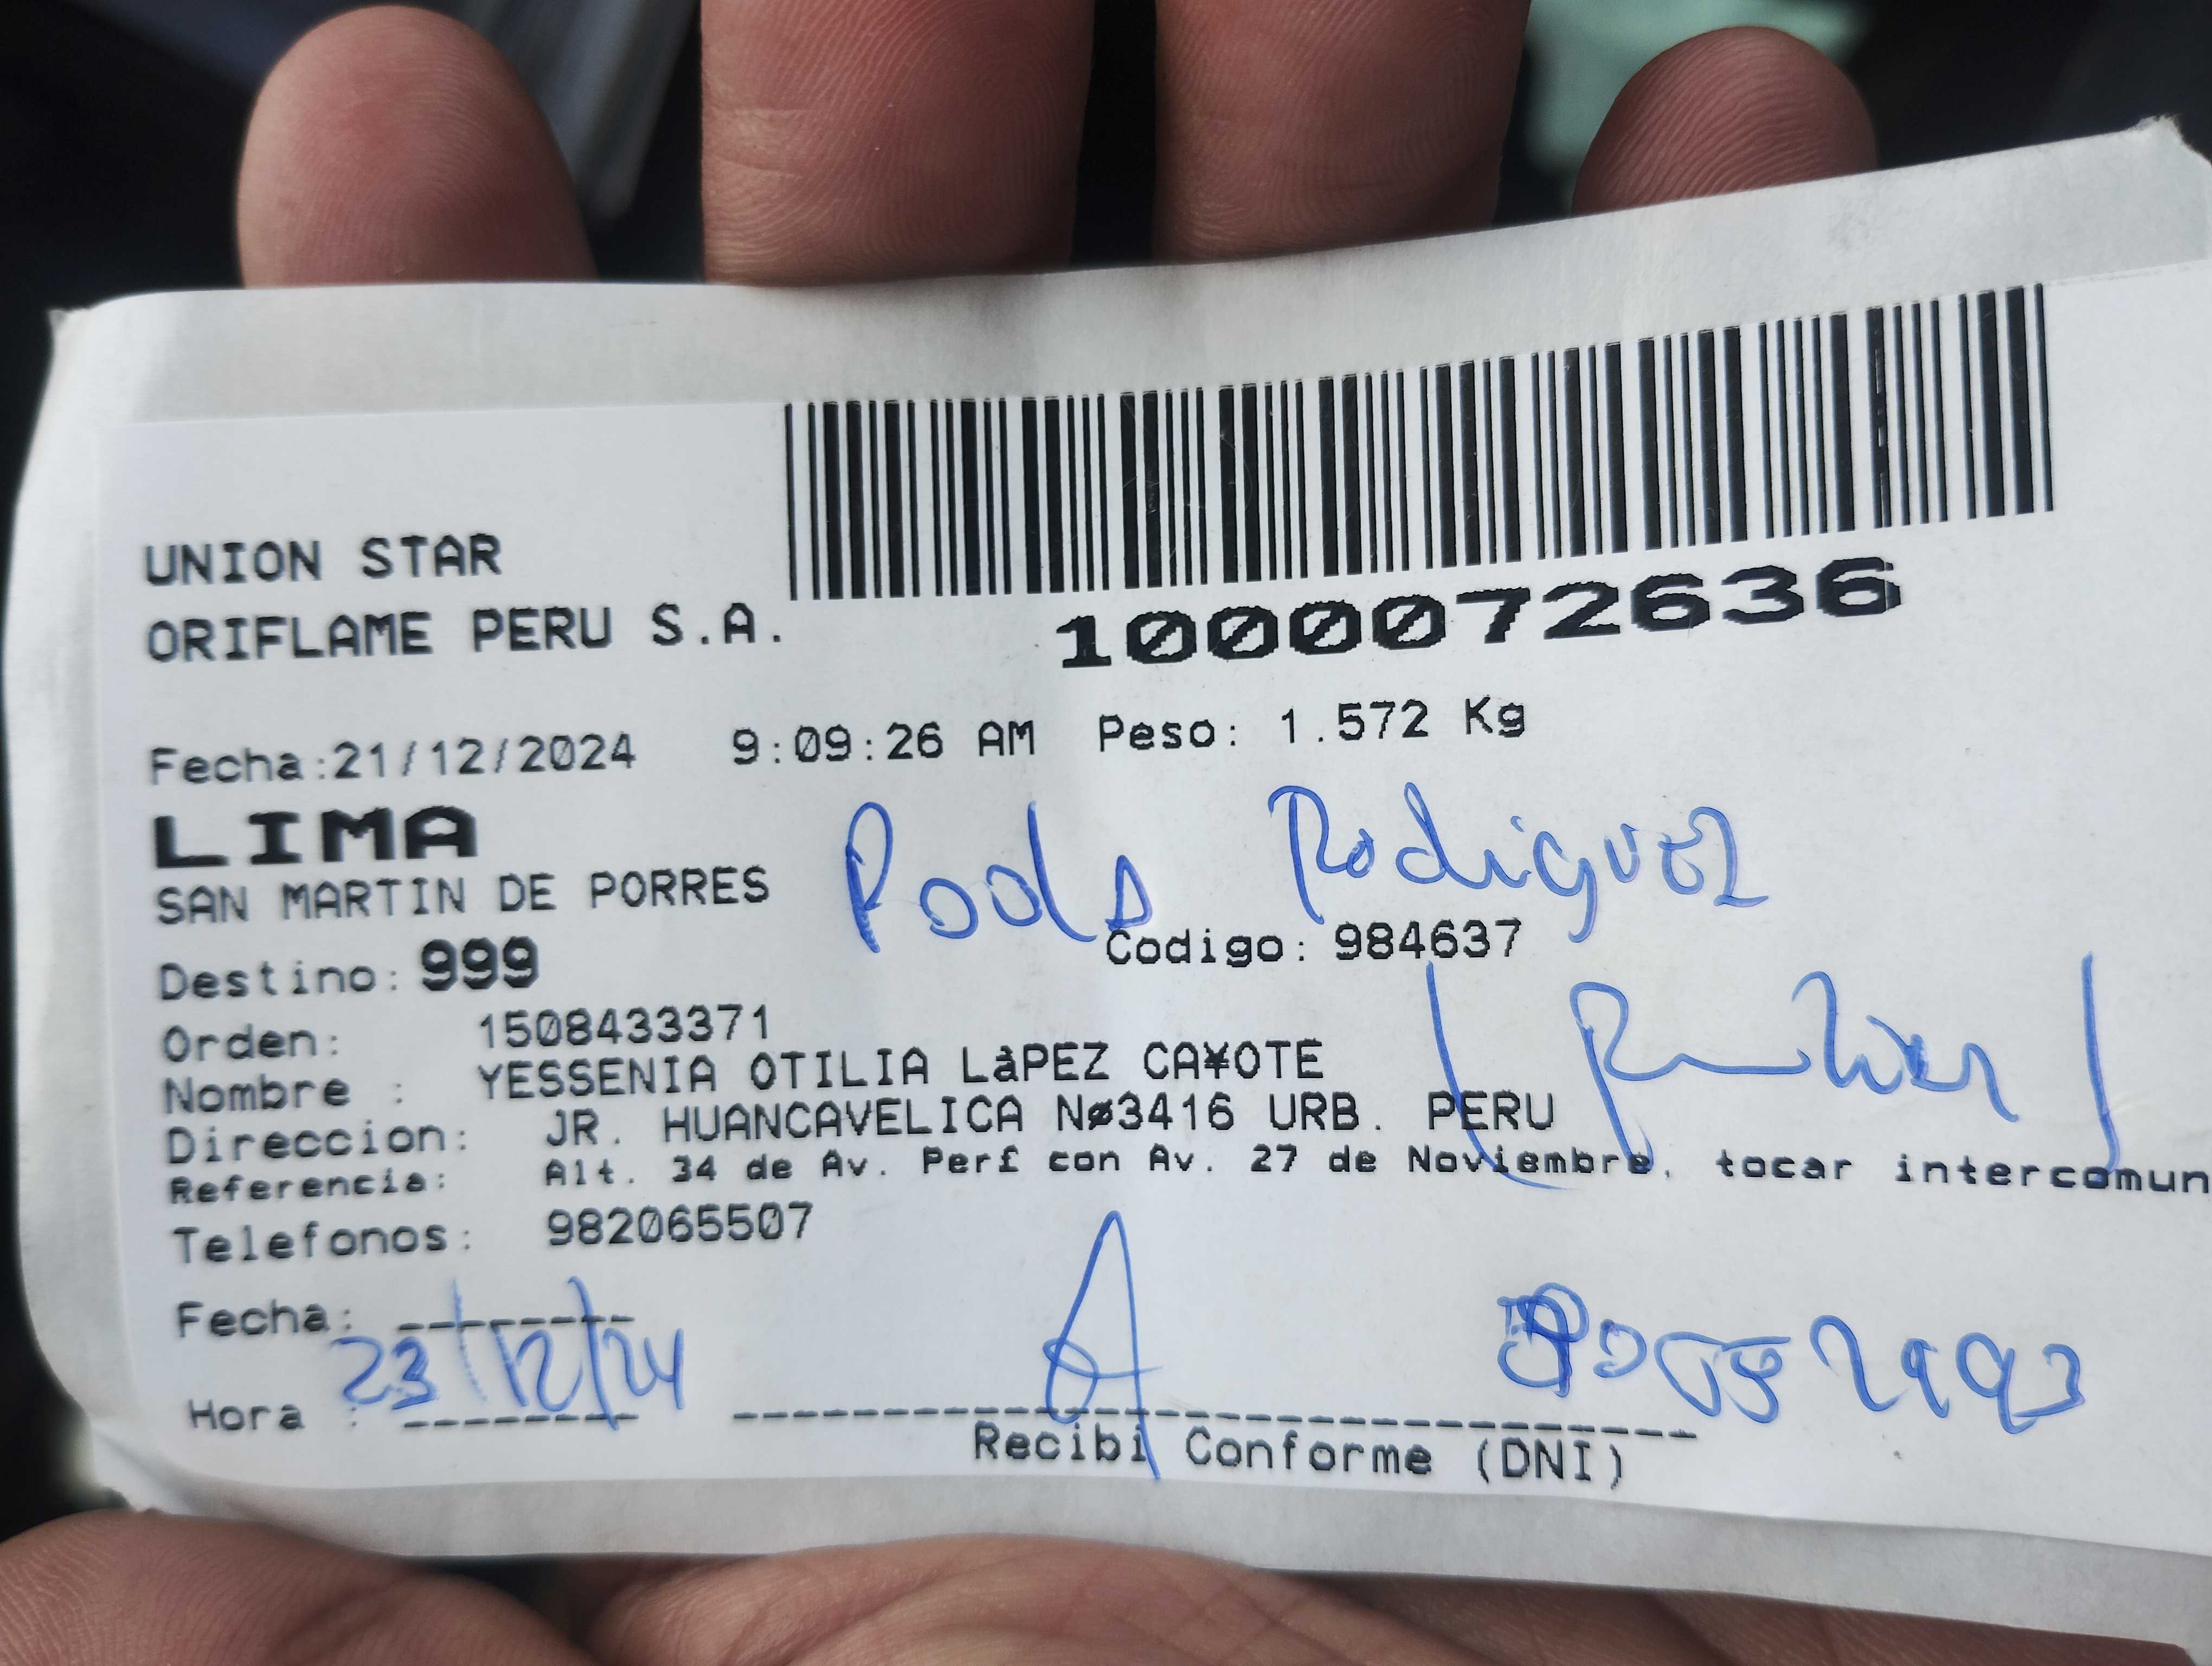 UNION STAR
ORIFLAME PERU S.A.
1000072636
Fecha:21/12/2024 9:09:26 AM Peso: 1.572 Kg
LIMA
SAN MARTIN DE PORRES
Rodiguez
Destino: 999 Codigo: 984637
Orden: 1508433371
Nombre : YESSENIA OTILIA LàPEZ CA¥OTE
Direccion: JR. HUANCAVELICA Nø3416 URB. PERU
Referencia: Alt. 34 de Av. Per£ con Av. 27 de Noviembre, tocar intercomun
Telefonos: 982065507
Fecha: 23/12/24
Hora :
Recibi Conforme (DNI)